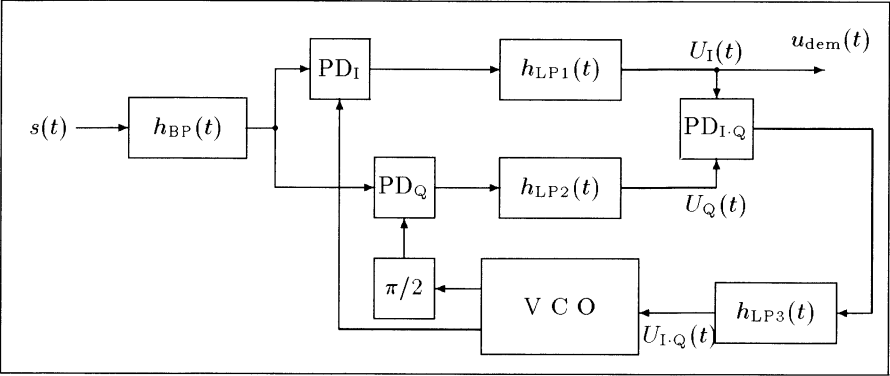 U_I(t)
u_dem(t)
PD_I
h_LP1(t)
s(t)
h_BP(t)
PD_I·Q
PD_Q
h_LP2(t)
U_Q(t)
π/2
V C O
h_LP3(t)
U_I·Q(t)